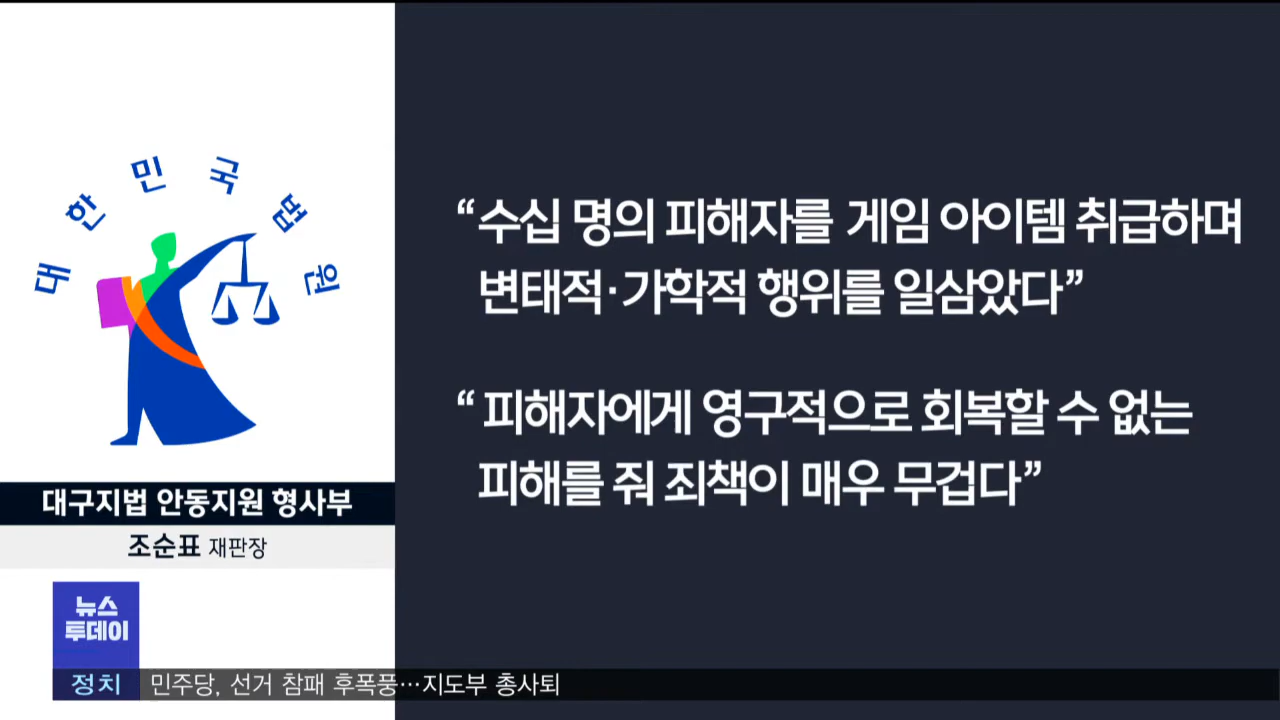 대한민국법원
"수십 명의 피해자를 게임 아이템 취급하며
변태적·가학적 행위를 일삼았다"
"피해자에게 영구적으로 회복할 수 없는
피해를 줘 죄책이 매우 무겁다"
대구지법 안동지원 형사부
조순표 재판장
뉴스
투데이
정치 민주당, 선거 참패 후폭풍…지도부 총사퇴